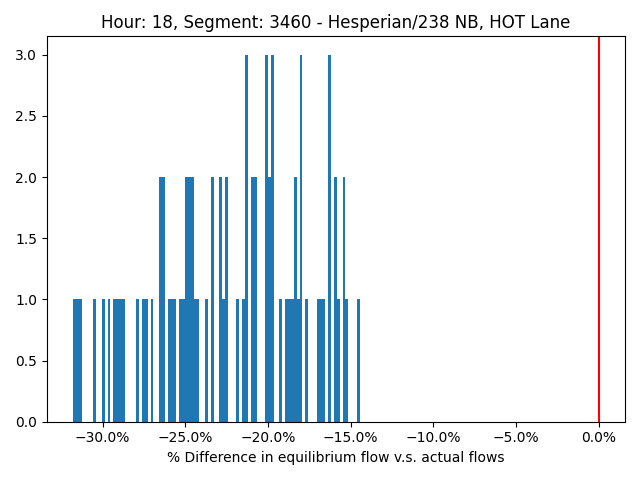 Hour: 18, Segment: 3460 - Hesperian/238 NB, HOT Lane
3.0
2.5
2.0
1.5
1.0
0.5
0.0
−30.0% −25.0% −20.0% −15.0% −10.0% −5.0% 0.0%
% Difference in equilibrium flow v.s. actual flows